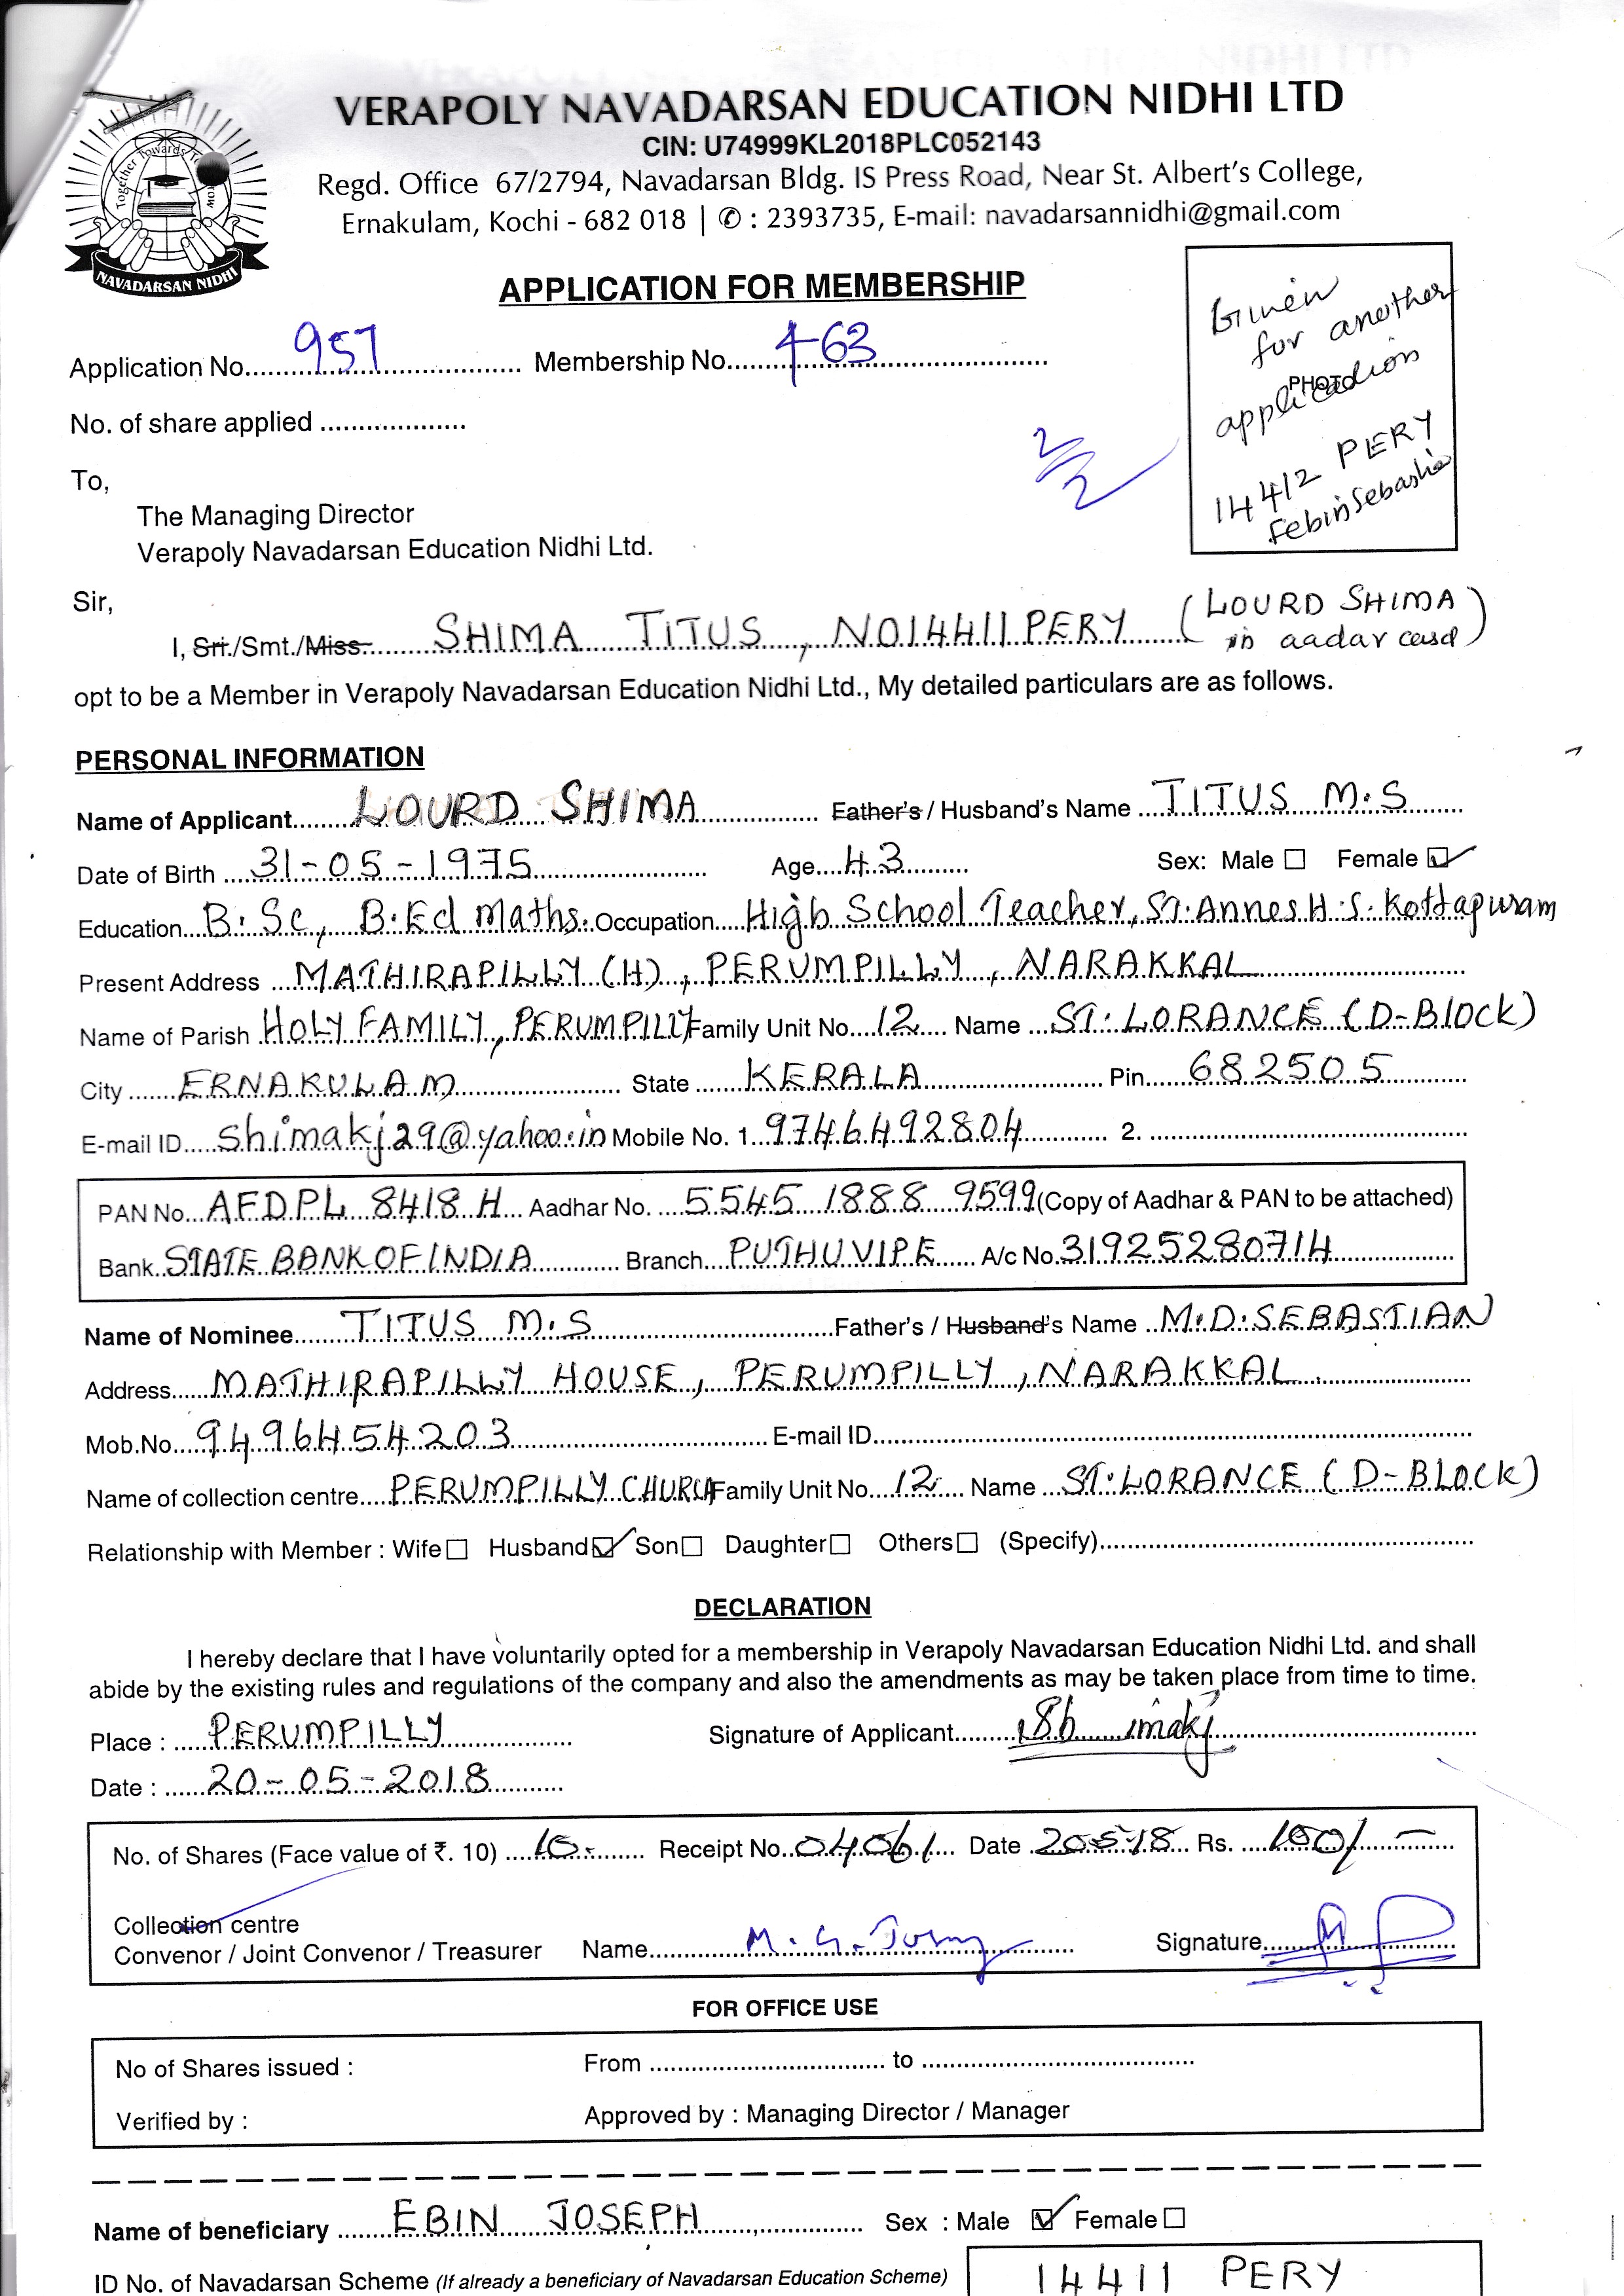 VERAPOLY NAVADARSAN EDUCATION NIDHI LTD
CIN: U74999KL2018PLC052143
Regd. Office 67/2794, Navadarsan Bldg. IS Press Road, Near St. Albert's College,
Ernakulam, Kochi - 682 018 | ✆ : 2393735, E-mail: navadarsannidhi@gmail.com
Together Towards
NAVADARSAN NIDHI
APPLICATION FOR MEMBERSHIP
Given
for another
application
PHOTO
14412 PERY
Febin Sebastia
Application No. 957 Membership No. 463
No. of share applied
2/2
To,
The Managing Director
Verapoly Navadarsan Education Nidhi Ltd.
Sir,
I, Sri./Smt./Miss. SHIMA TITUS, NO14411 PERY (LOURD SHIMA
in aadar card)
opt to be a Member in Verapoly Navadarsan Education Nidhi Ltd., My detailed particulars are as follows.
PERSONAL INFORMATION
Name of Applicant LOURD SHIMA Father's / Husband's Name TITUS M.S
Date of Birth 31-05-1975 Age 43 Sex: Male ☐ Female ☑
Education B.Sc, B.Ed Maths. Occupation High School Teacher, ST. Annes H.S. Kottapuram
Present Address MATHIRAPILLY (H), PERUMPILLY, NARAKKAL
Name of Parish HOLY FAMILY, PERUMPILLY Family Unit No. 12 Name ST. LORANCE (D-BlOCK)
City ERNAKULAM State KERALA Pin 682505
E-mail ID shimakj29@yahoo.in Mobile No. 1. 9746492804 2.
PAN No. AFDPL 8418 H Aadhar No. 5545 1888 9599 (Copy of Aadhar & PAN to be attached)
Bank STATE BANK OF INDIA Branch PUTHUVIPE A/c No. 31925280714
Name of Nominee TITUS M.S Father's / Husband's Name M.D. SEBASTIAN
Address MATHIRAPILLY HOUSE, PERUMPILLY, NARAKKAL
Mob.No. 9496454203 E-mail ID
Name of collection centre PERUMPILLY CHURCH Family Unit No. 12 Name ST. LORANCE (D-BLOCK)
Relationship with Member : Wife ☐ Husband ☑ Son ☐ Daughter ☐ Others ☐ (Specify)
DECLARATION
I hereby declare that I have voluntarily opted for a membership in Verapoly Navadarsan Education Nidhi Ltd. and shall
abide by the existing rules and regulations of the company and also the amendments as may be taken place from time to time.
Place : PERUMPILLY Signature of Applicant Shimakj
Date : 20-05-2018
No. of Shares (Face value of ₹. 10) 10 Receipt No. 04061 Date 20.5.18 Rs. 100/-
Collection centre
Convenor / Joint Convenor / Treasurer Name M.G. Tomy Signature
FOR OFFICE USE
No of Shares issued : From to
Verified by : Approved by : Managing Director / Manager
Name of beneficiary EBIN JOSEPH Sex : Male ☑ Female ☐
ID No. of Navadarsan Scheme (If already a beneficiary of Navadarsan Education Scheme) 14411 PERY